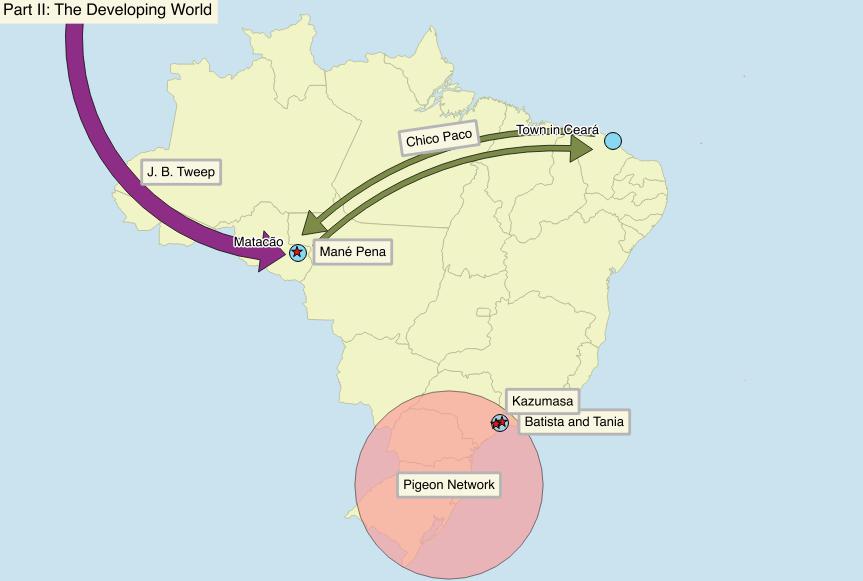 Part II: The Developing World
Chico Paco
Town in Ceará
J. B. Tweep
Matacão
Mané Pena
Kazumasa
Batista and Tania
Pigeon Network